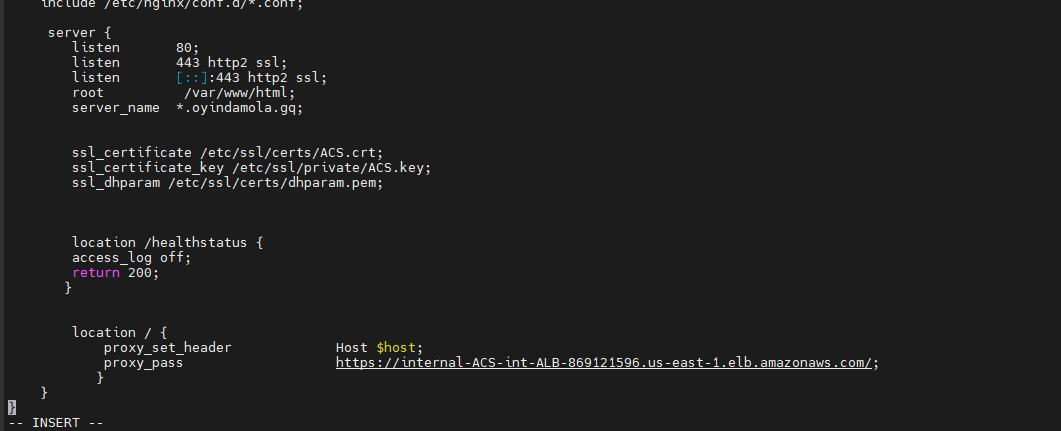 include /etc/nginx/conf.d/*.conf;
server {
listen 80;
listen 443 http2 ssl;
listen [::]:443 http2 ssl;
root /var/www/html;
server_name *.oyindamola.gq;
ssl_certificate /etc/ssl/certs/ACS.crt;
ssl_certificate_key /etc/ssl/private/ACS.key;
ssl_dhparam /etc/ssl/certs/dhparam.pem;
location /healthstatus {
access_log off;
return 200;
}
location / {
proxy_set_header Host $host;
proxy_pass https://internal-ACS-int-ALB-869121596.us-east-1.elb.amazonaws.com/;
}
}
}
-- INSERT --